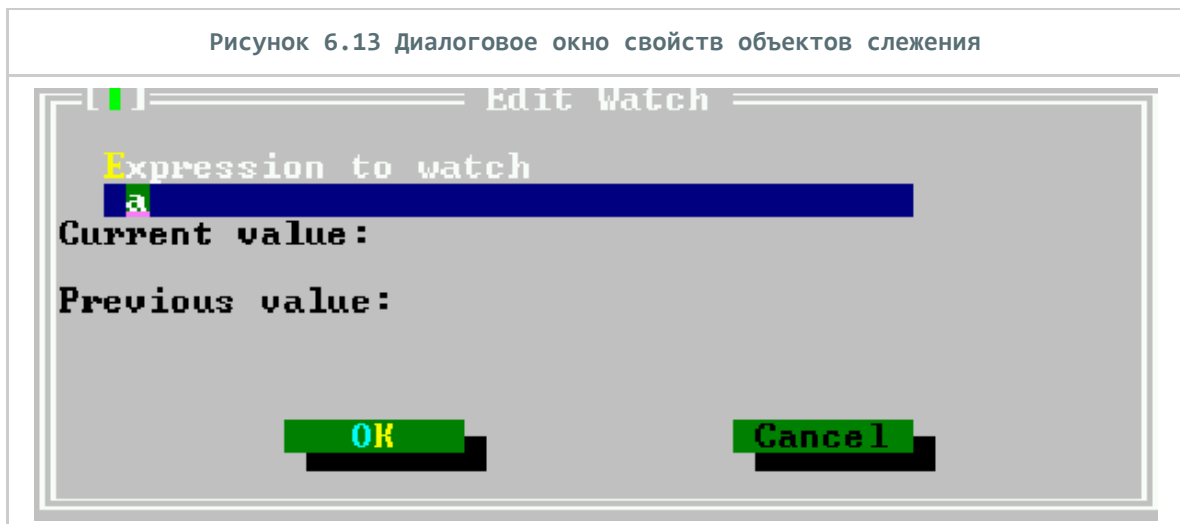 Рисунок 6.13 Диалоговое окно свойств объектов слежения
[ ] Edit Watch
Expression to watch
a
Current value:
Previous value:
OK Cancel